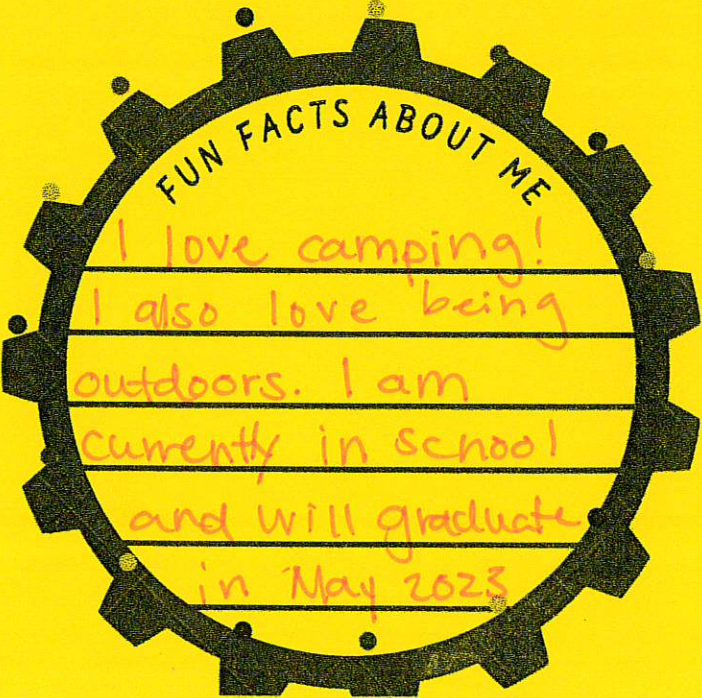 FUN FACTS ABOUT ME
I love camping!
I also love being
outdoors. I am
currently in school
and will graduate
in May 2023